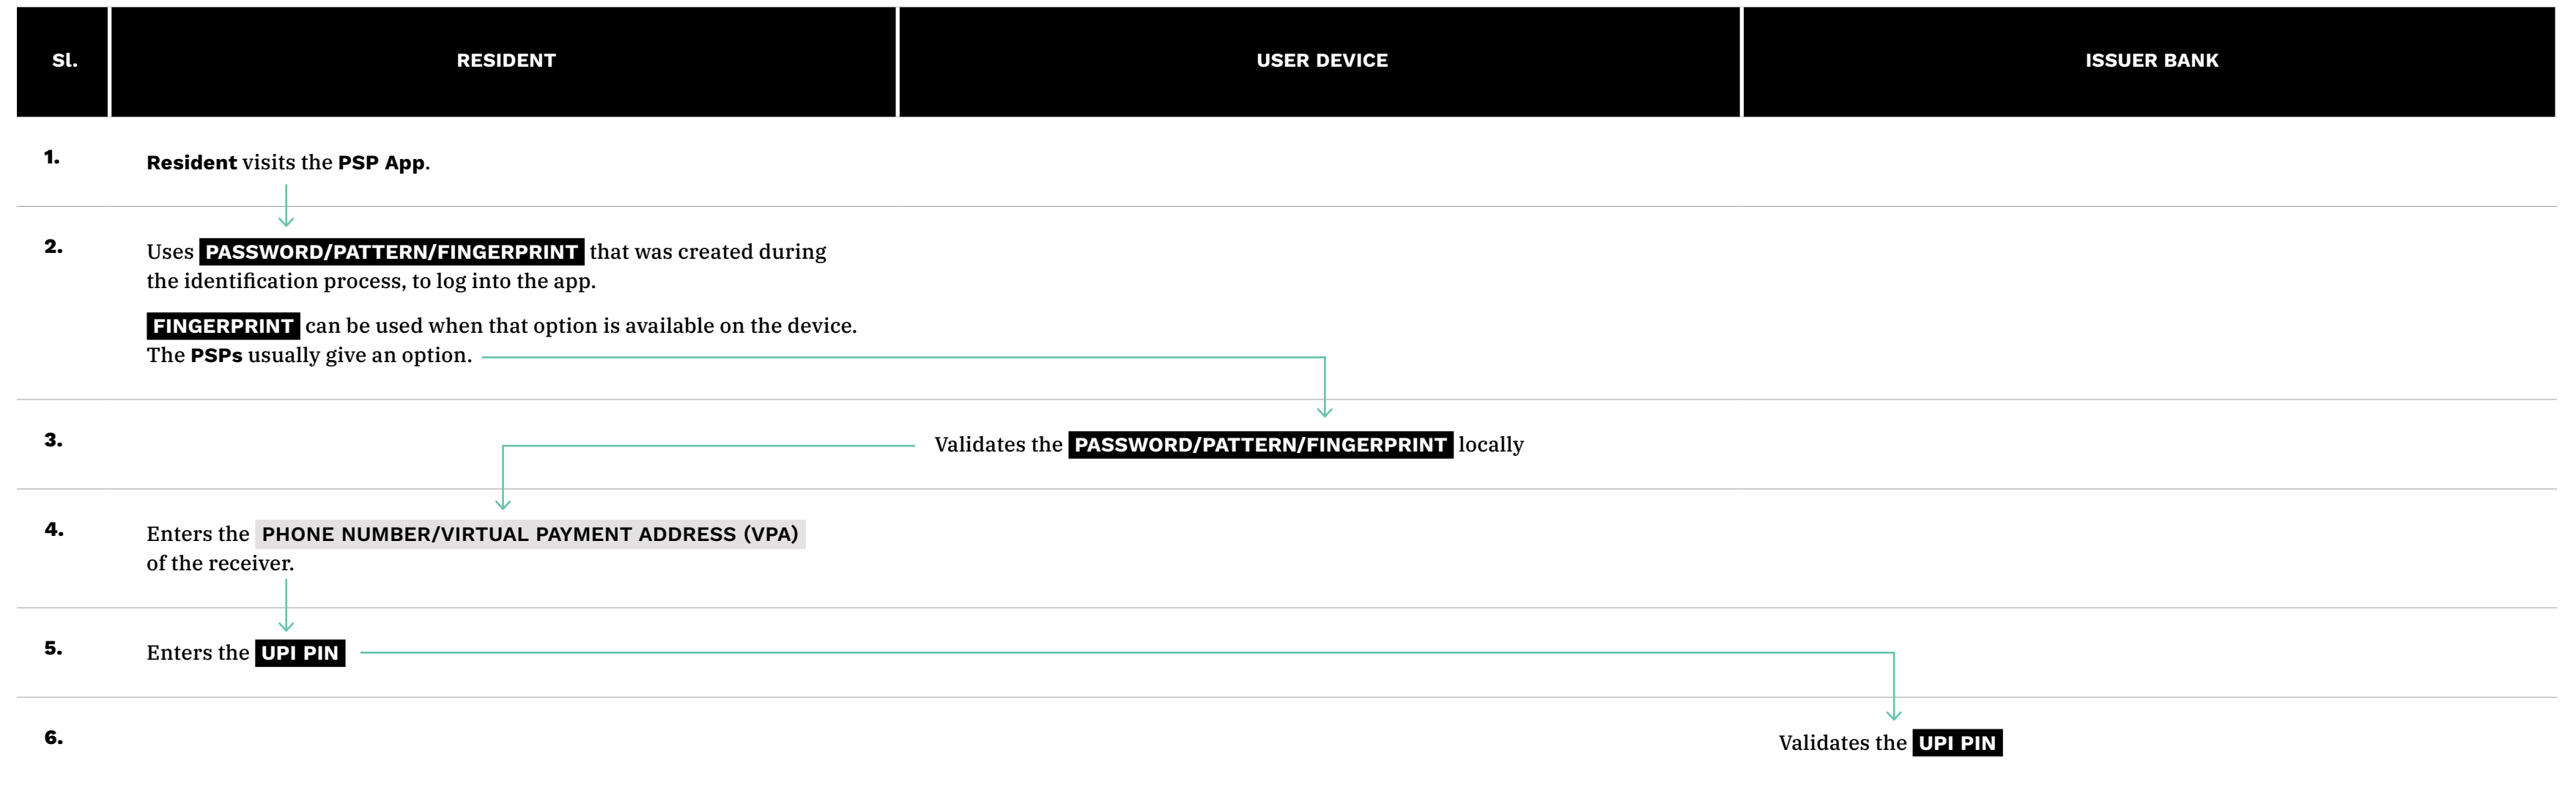 Sl. RESIDENT USER DEVICE ISSUER BANK
1. Resident visits the PSP App.
2. Uses PASSWORD/PATTERN/FINGERPRINT that was created during
the identification process, to log into the app.
FINGERPRINT can be used when that option is available on the device.
The PSPs usually give an option.
3. Validates the PASSWORD/PATTERN/FINGERPRINT locally
4. Enters the PHONE NUMBER/VIRTUAL PAYMENT ADDRESS (VPA)
of the receiver.
5. Enters the UPI PIN
6. Validates the UPI PIN